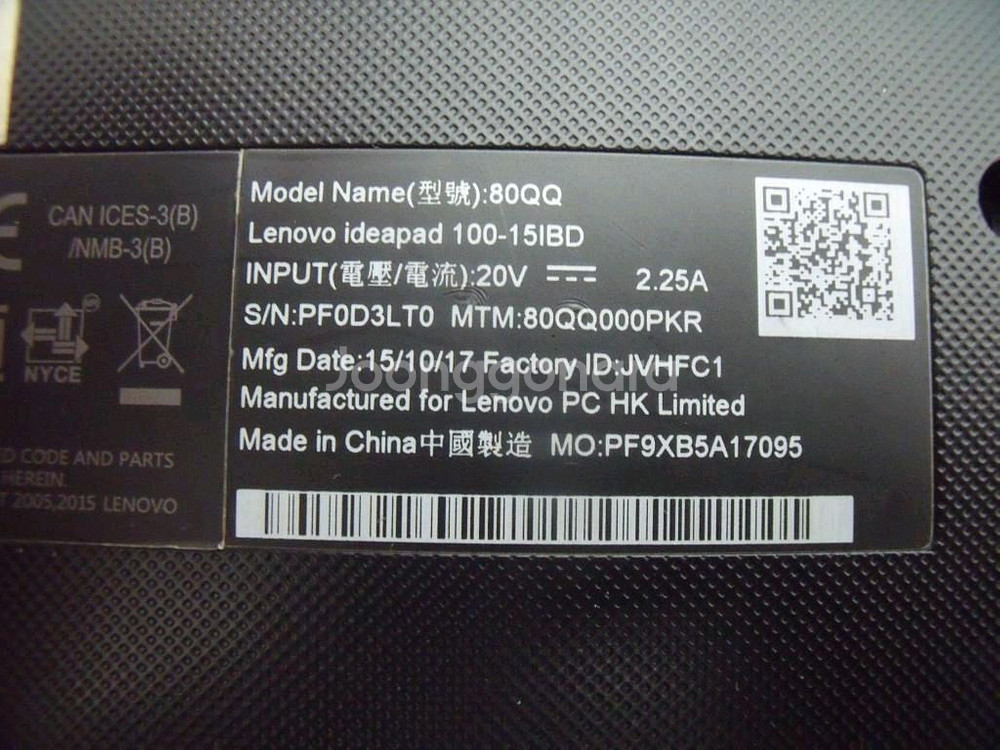 CAN ICES-3(B)
/NMB-3(B)
NYCE
ED CODE AND PARTS
HEREIN.
2005,2015 LENOVO
Model Name(型號):80QQ
Lenovo ideapad 100-15IBD
INPUT(電壓/電流):20V 2.25A
S/N:PF0D3LT0 MTM:80QQ000PKR
Mfg Date:15/10/17 Factory ID:JVHFC1
Joonggonara
Manufactured for Lenovo PC HK Limited
Made in China中國製造 MO:PF9XB5A17095